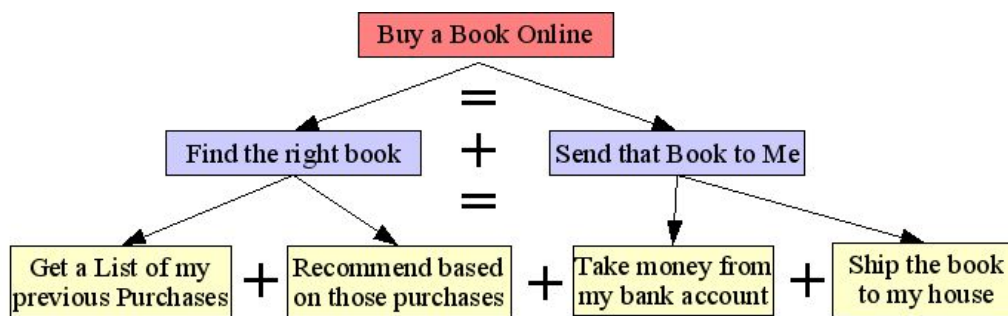 Buy a Book Online
=
Find the right book + Send that Book to Me
=
Get a List of my
previous Purchases
+
Recommend based
on those purchases
+
Take money from
my bank account
+
Ship the book
to my house